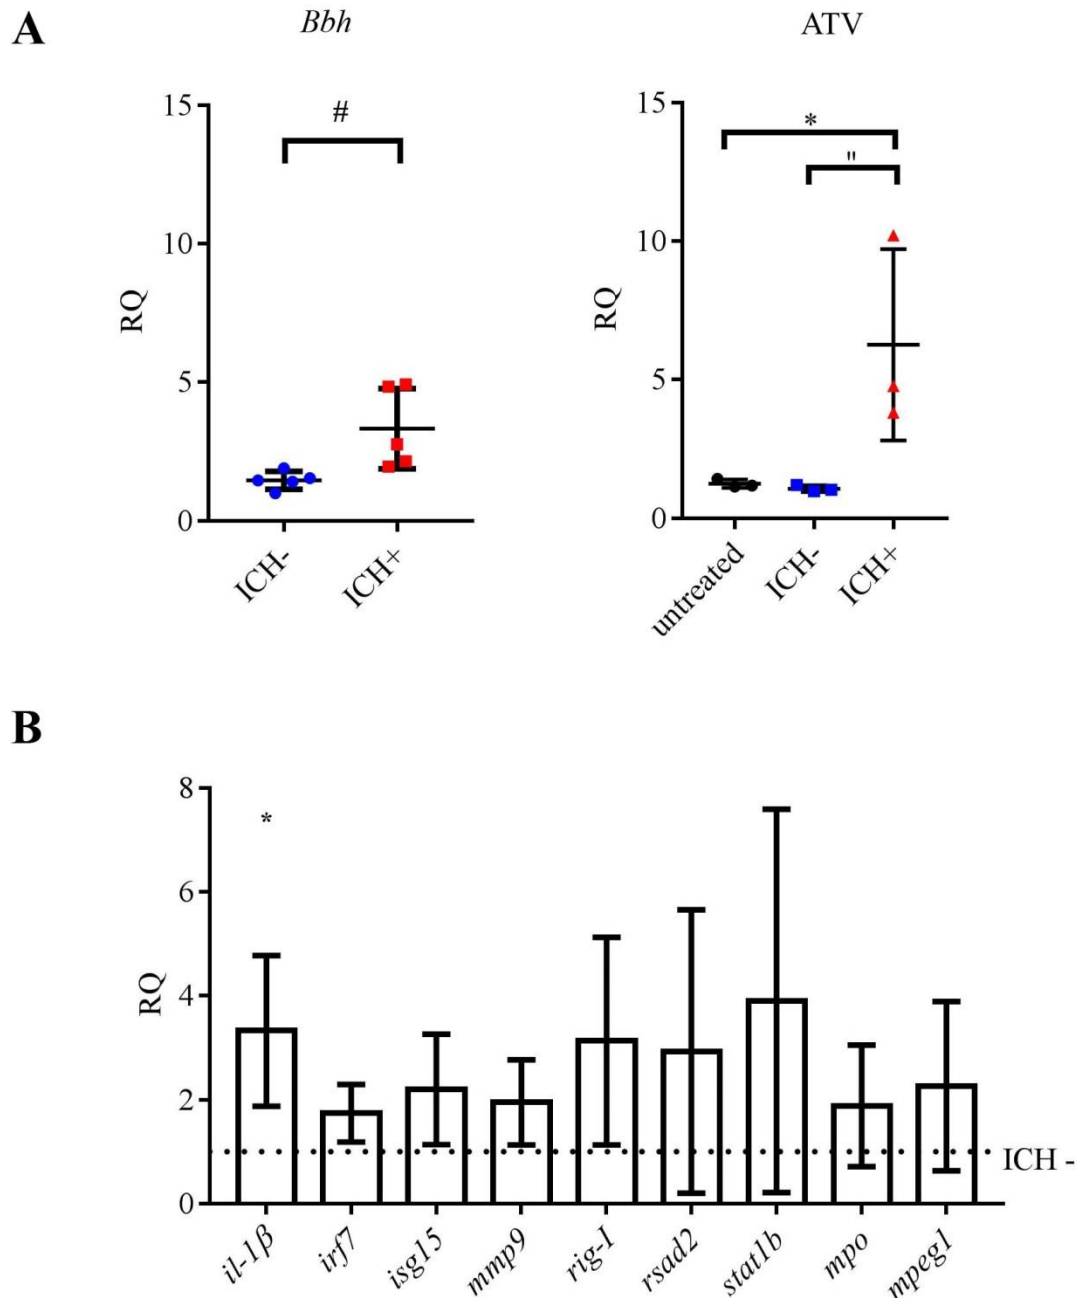 A
Bbh
ATV
15
10
5
0
RQ
#
ICH-
ICH+
15
10
5
0
RQ
*
"
untreated
ICH-
ICH+
B
8
6
4
2
0
RQ
*
ICH -
il-1β
irf7
isg15
mmp9
rig-I
rsad2
stat1b
mpo
mpeg1